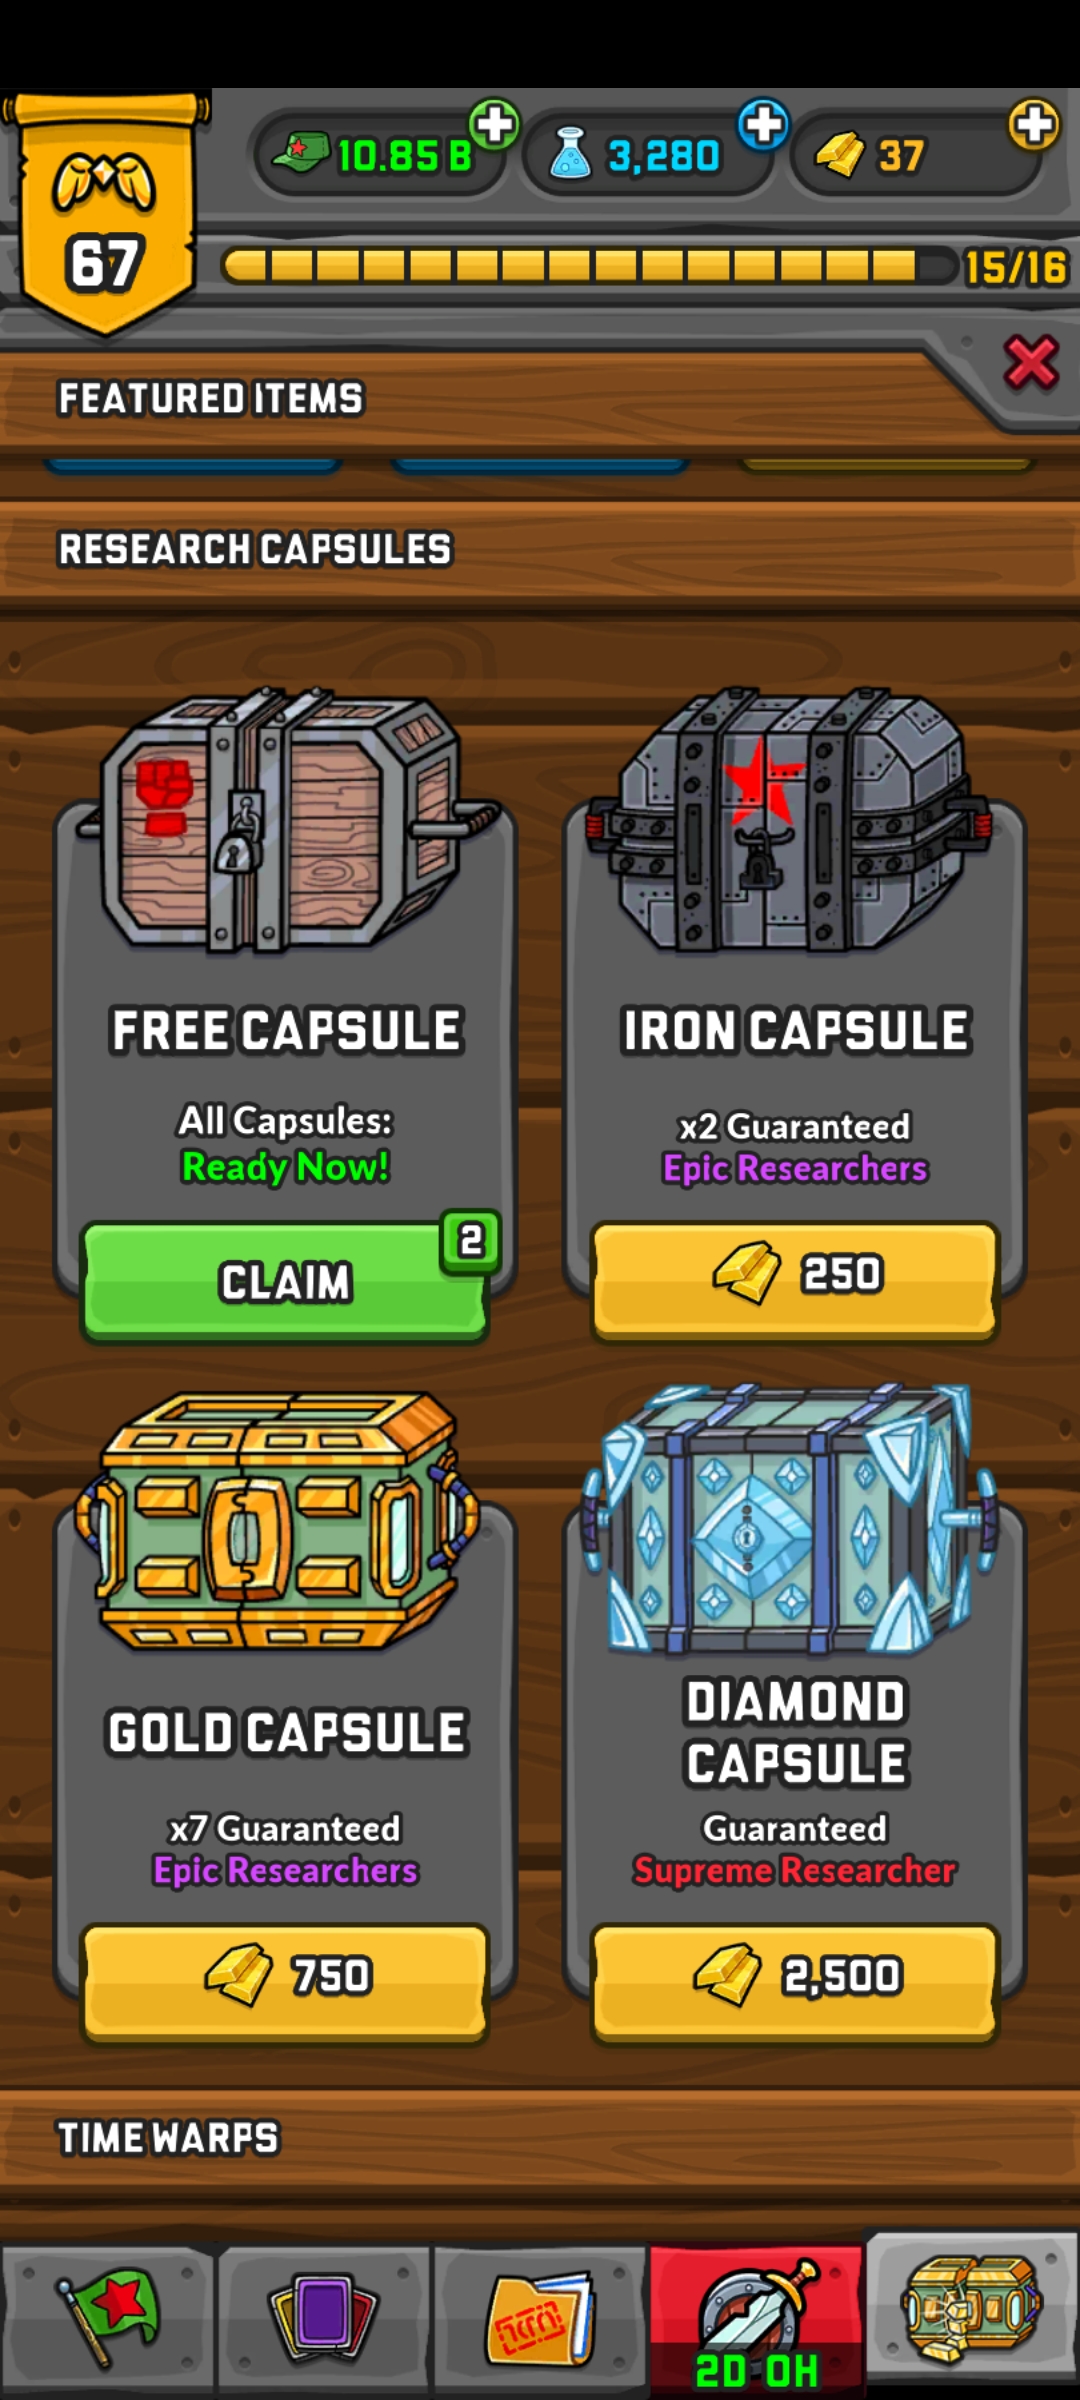 10.85 B
3,280
37
67
15/16
FEATURED ITEMS
RESEARCH CAPSULES
FREE CAPSULE
All Capsules:
Ready Now!
CLAIM
2
IRON CAPSULE
x2 Guaranteed
Epic Researchers
250
GOLD CAPSULE
x7 Guaranteed
Epic Researchers
750
DIAMOND
CAPSULE
Guaranteed
Supreme Researcher
2,500
TIME WARPS
2D 0H